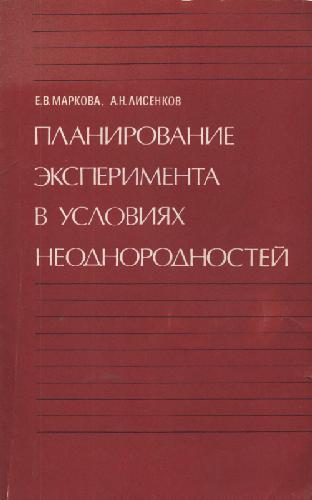 Е.В.МАРКОВА, А.Н.ЛИСЕНКОВ
ПЛАНИРОВАНИЕ
ЭКСПЕРИМЕНТА
В УСЛОВИЯХ
НЕОДНОРОДНОСТЕЙ